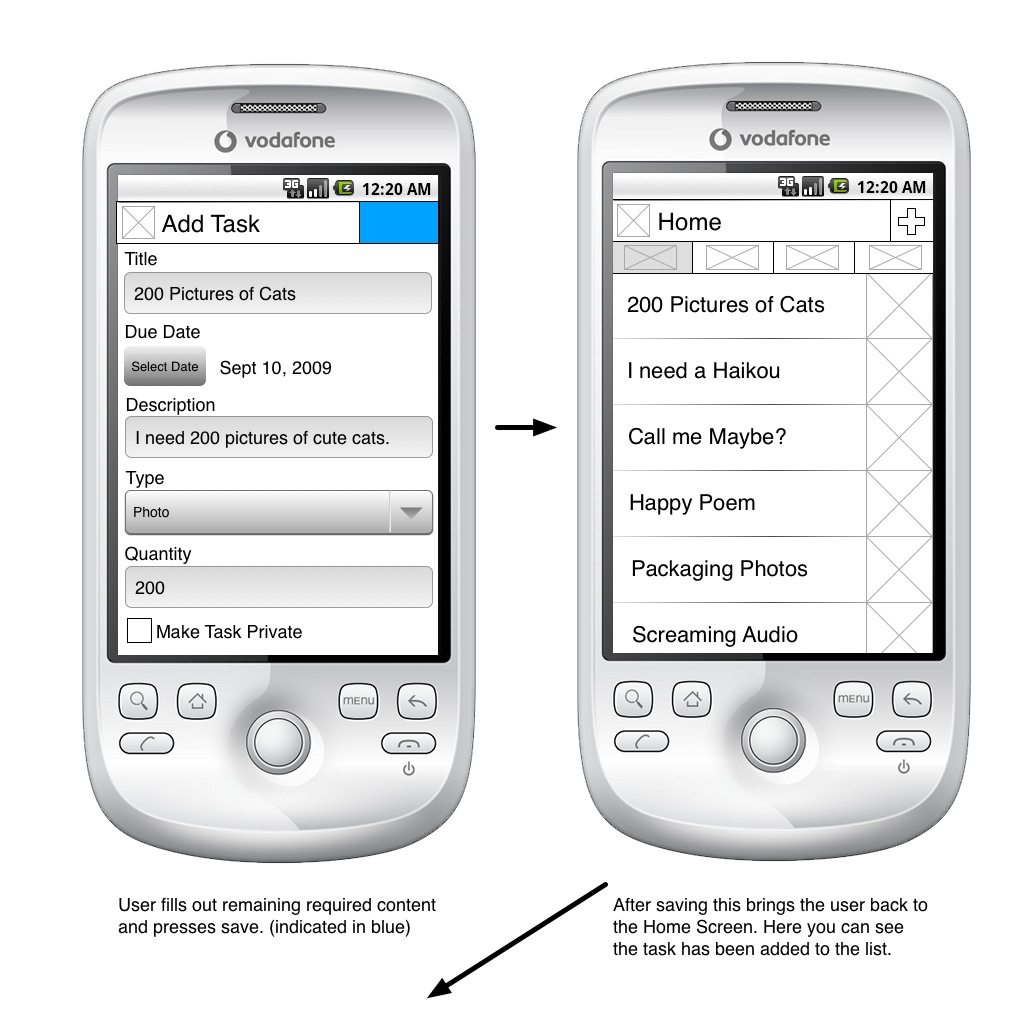 vodafone
3G
12:20 AM
Add Task
Title
200 Pictures of Cats
Due Date
Select Date
Sept 10, 2009
Description
I need 200 pictures of cute cats.
Type
Photo
Quantity
200
Make Task Private
MENU
User fills out remaining required content
and presses save. (indicated in blue)
vodafone
3G
12:20 AM
Home
200 Pictures of Cats
I need a Haikou
Call me Maybe?
Happy Poem
Packaging Photos
Screaming Audio
MENU
After saving this brings the user back to
the Home Screen. Here you can see
the task has been added to the list.